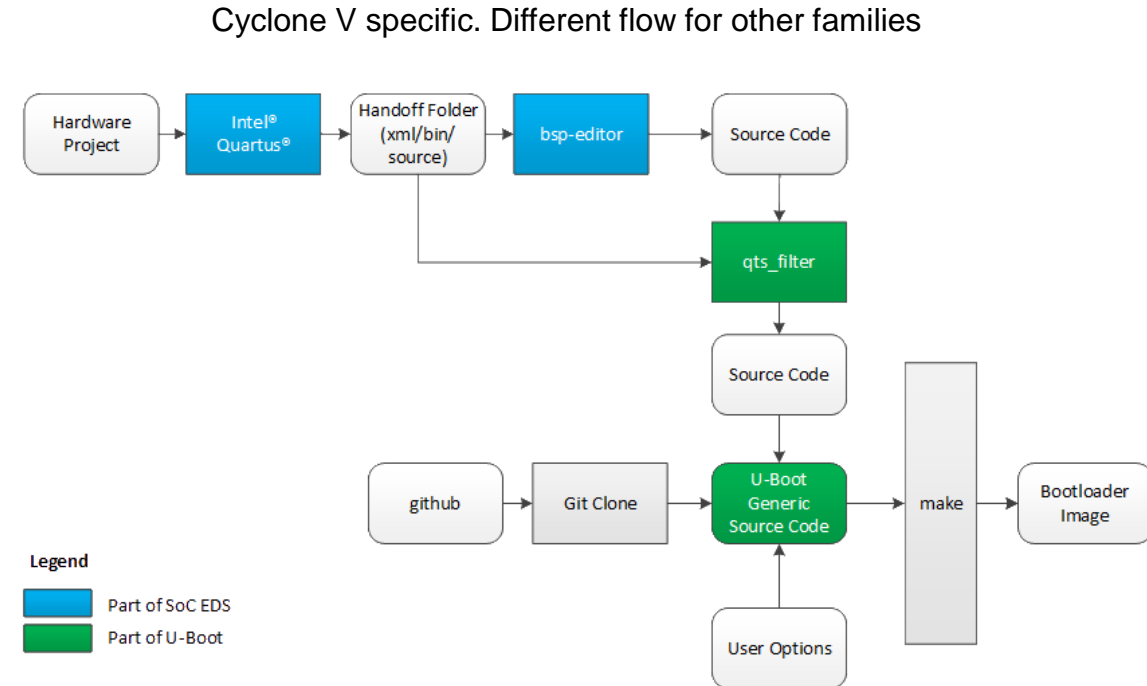 Cyclone V specific. Different flow for other families
Hardware
Project
Intel®
Quartus®
Handoff Folder
(xml/bin/
source)
bsp-editor
Source Code
qts_filter
Source Code
github
Git Clone
U-Boot
Generic
Source Code
make
Bootloader
Image
Legend
Part of SoC EDS
Part of U-Boot
User Options